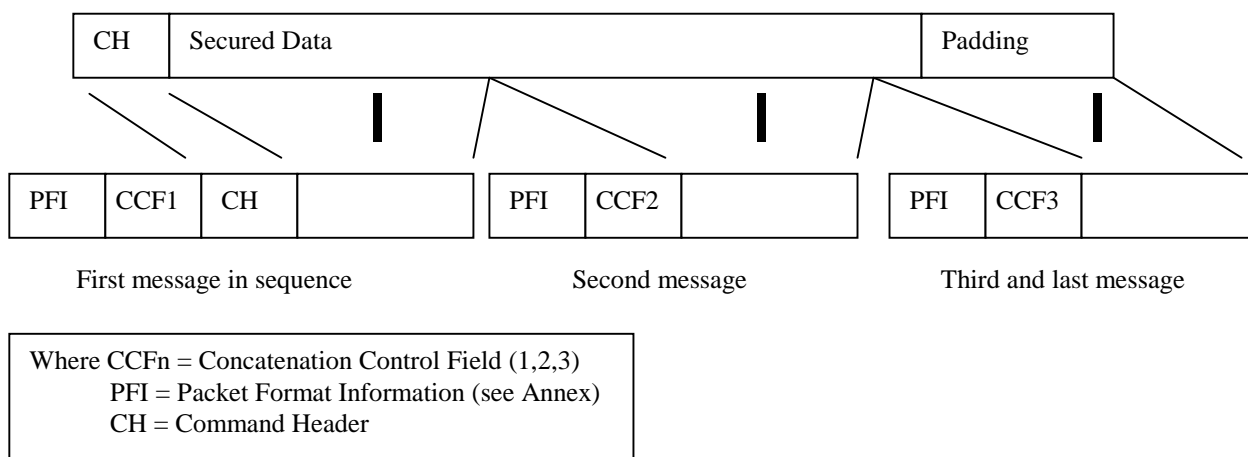 CH Secured Data Padding
PFI CCF1 CH PFI CCF2 PFI CCF3
First message in sequence Second message Third and last message
Where CCFn = Concatenation Control Field (1,2,3)
PFI = Packet Format Information (see Annex)
CH = Command Header